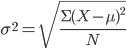 σ² = √(Σ(X − μ)² / N)